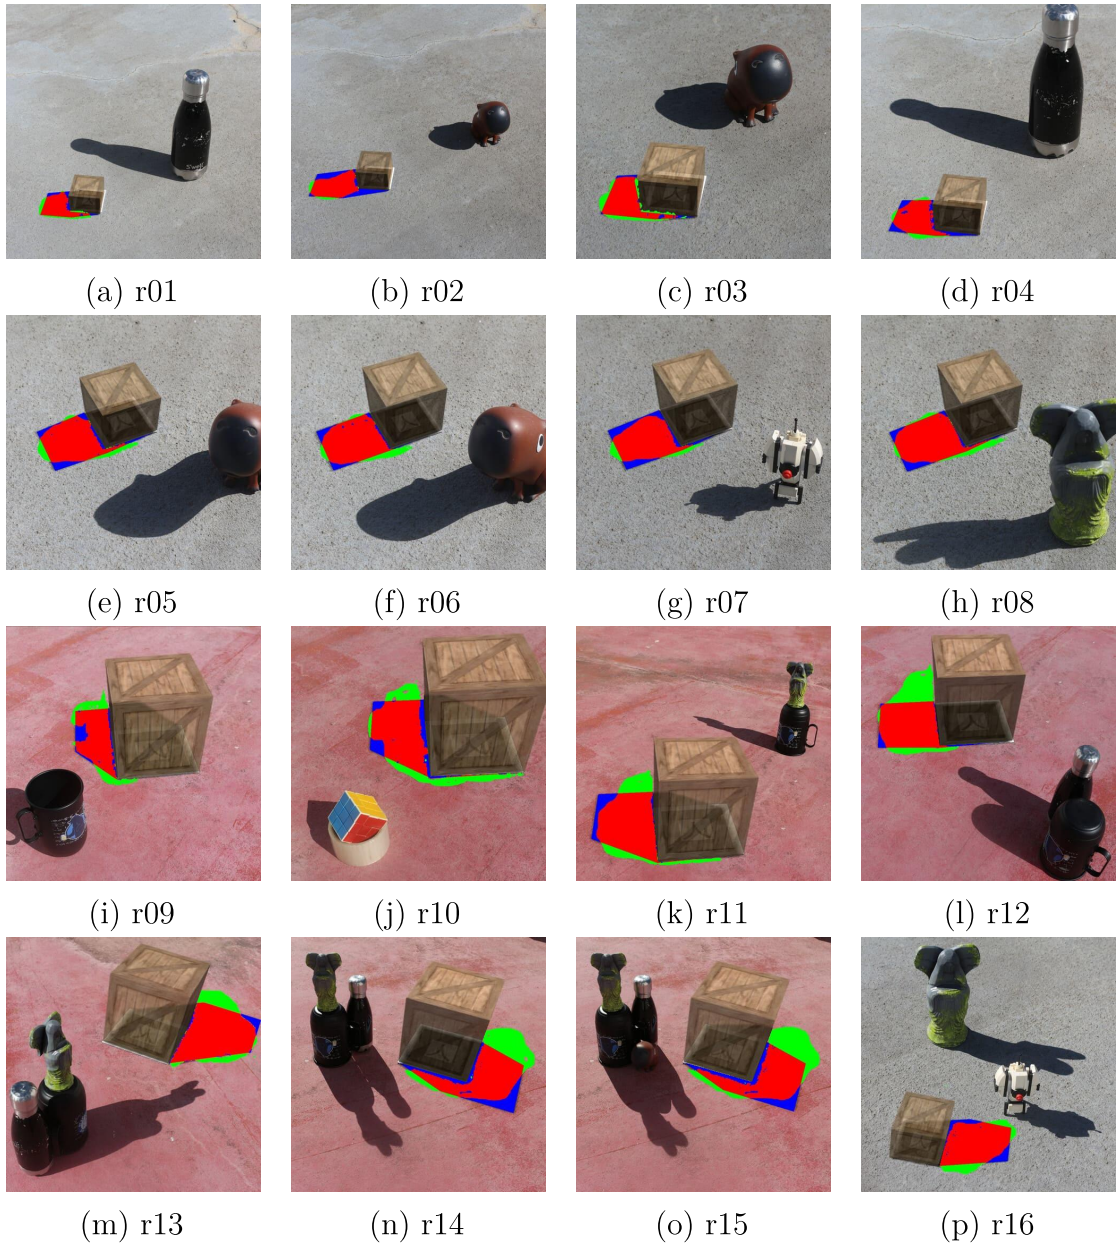 (a) r01
(b) r02
(c) r03
(d) r04
(e) r05
(f) r06
(g) r07
(h) r08
(i) r09
(j) r10
(k) r11
(l) r12
(m) r13
(n) r14
(o) r15
(p) r16